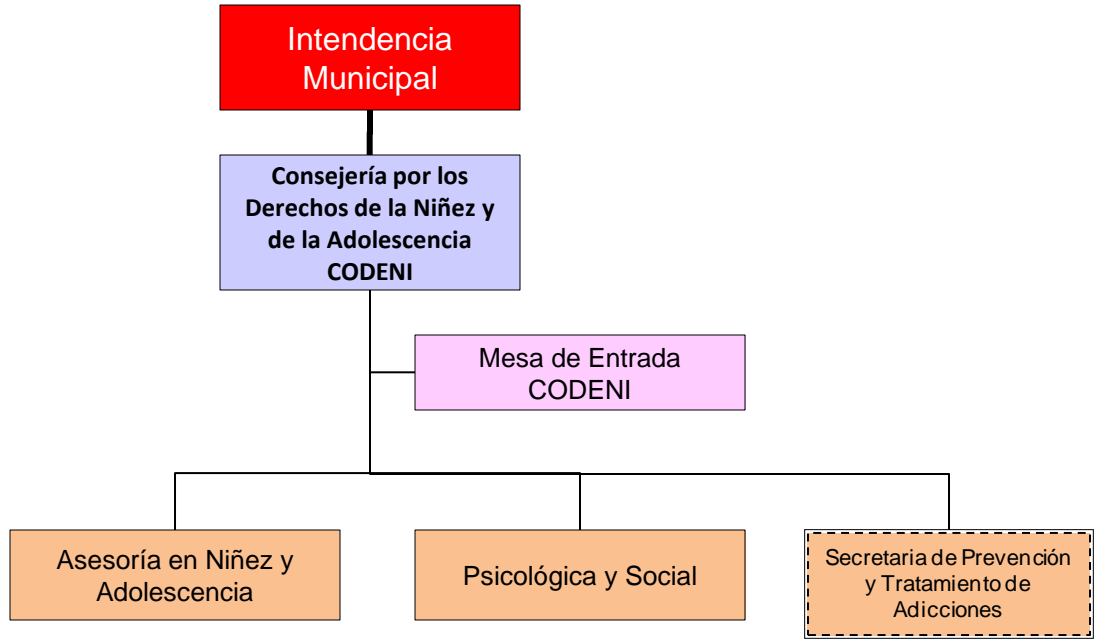 Intendencia
Municipal
Consejería por los
Derechos de la Niñez y
de la Adolescencia
CODENI
Mesa de Entrada
CODENI
Asesoría en Niñez y
Adolescencia
Psicológica y Social
Secretaria de Prevención
y Tratamiento de
Adicciones